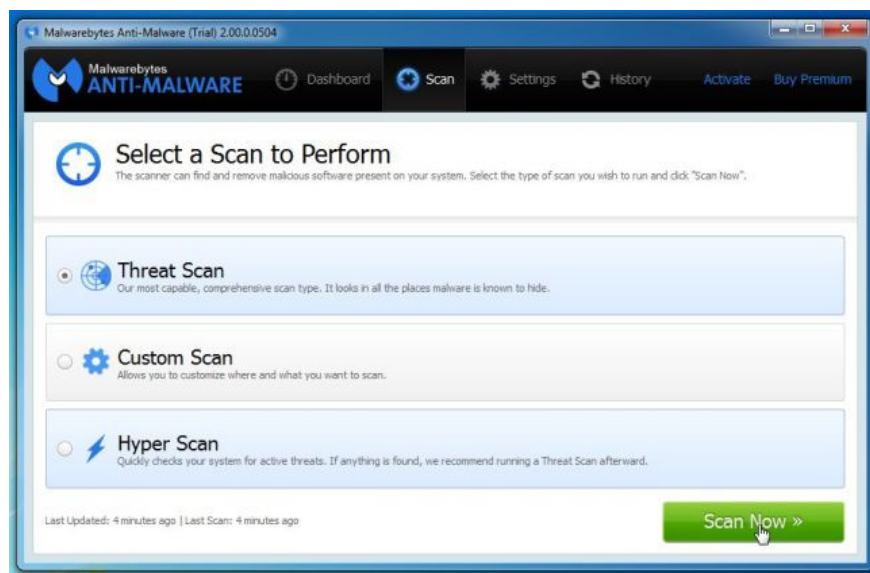 Malwarebytes Anti-Malware (Trial) 2.00.0.0504
Malwarebytes
ANTI-MALWARE
Dashboard
Scan
Settings
History
Activate
Buy Premium
Select a Scan to Perform
The scanner can find and remove malicious software present on your system. Select the type of scan you wish to run and click "Scan Now".
Threat Scan
Our most capable, comprehensive scan type. It looks in all the places malware is known to hide.
Custom Scan
Allows you to customize where and what you want to scan.
Hyper Scan
Quickly checks your system for active threats. If anything is found, we recommend running a Threat Scan afterward.
Last Updated: 4 minutes ago | Last Scan: 4 minutes ago
Scan Now »